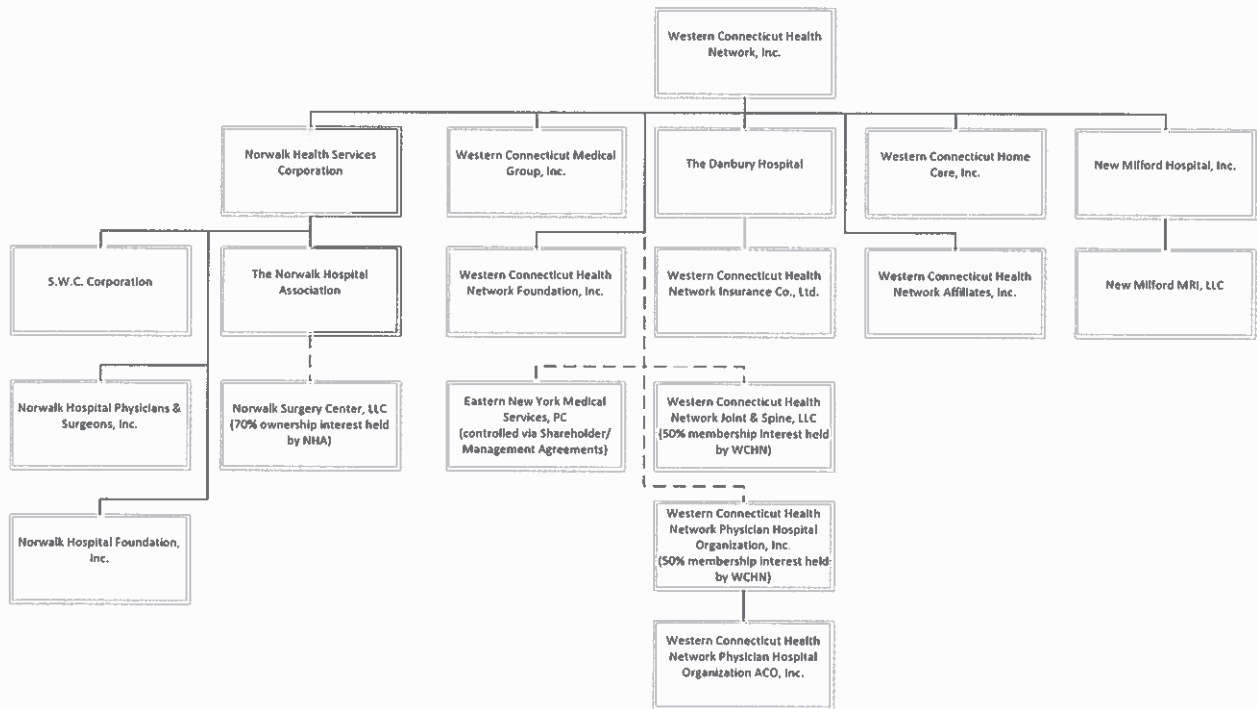 Western Connecticut Health
Network, Inc.
Norwalk Health Services
Corporation
Western Connecticut Medical
Group, Inc.
The Danbury Hospital
Western Connecticut Home
Care, Inc.
New Milford Hospital, Inc.
S.W.C. Corporation
The Norwalk Hospital
Association
Western Connecticut Health
Network Foundation, Inc.
Western Connecticut Health
Network Insurance Co., Ltd.
Western Connecticut Health
Network Affiliates, Inc.
New Milford MRI, LLC
Norwalk Hospital Physicians &
Surgeons, Inc.
Norwalk Surgery Center, LLC
(70% ownership interest held
by NHA)
Eastern New York Medical
Services, PC
(controlled via Shareholder/
Management Agreements)
Western Connecticut Health
Network Joint & Spine, LLC
(50% membership interest held
by WCHN)
Norwalk Hospital Foundation,
Inc.
Western Connecticut Health
Network Physician Hospital
Organization, Inc.
(50% membership interest held
by WCHN)
Western Connecticut Health
Network Physician Hospital
Organization ACO, Inc.